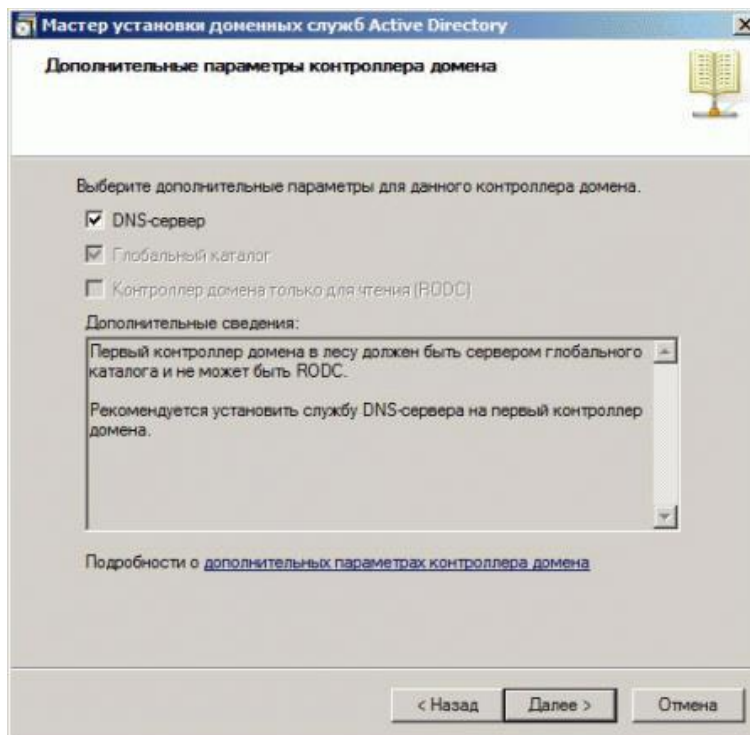 Мастер установки доменных служб Active Directory
Дополнительные параметры контроллера домена
Выберите дополнительные параметры для данного контроллера домена.
DNS-сервер
Глобальный каталог
Контроллер домена только для чтения (RODC)
Дополнительные сведения:
Первый контроллер домена в лесу должен быть сервером глобального
каталога и не может быть RODC.
Рекомендуется установить службу DNS-сервера на первый контроллер
домена.
Подробности о дополнительных параметрах контроллера домена
< Назад
Далее >
Отмена